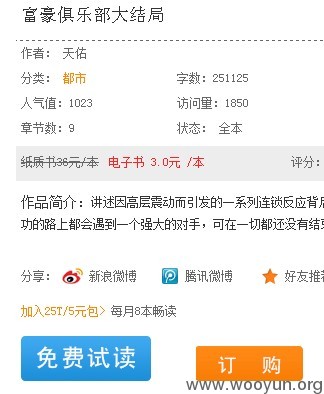 富豪俱乐部大结局
作者: 天佑
分类: 都市 字数: 251125
人气值: 1023 访问量: 1850
章节数: 9 状态: 全本
纸质书36元/本 电子书 3.0元 /本 评分:
作品简介: 讲述因高层震动而引发的一系列连锁反应背后
功的路上都会遇到一个强大的对手，可在一切都还没有结束
分享: 新浪微博 腾讯微博 好友推荐
加入25T/5元包> 每月8本畅读
免费试读 订 购
www.wooyun.org